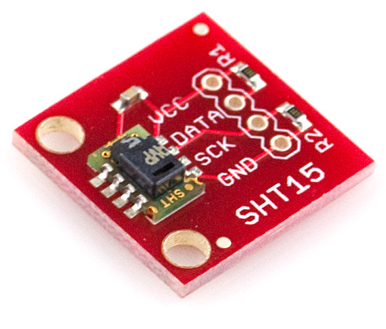 R1
VCC
DATA
SCK
GND
R2
SHT15
SHT